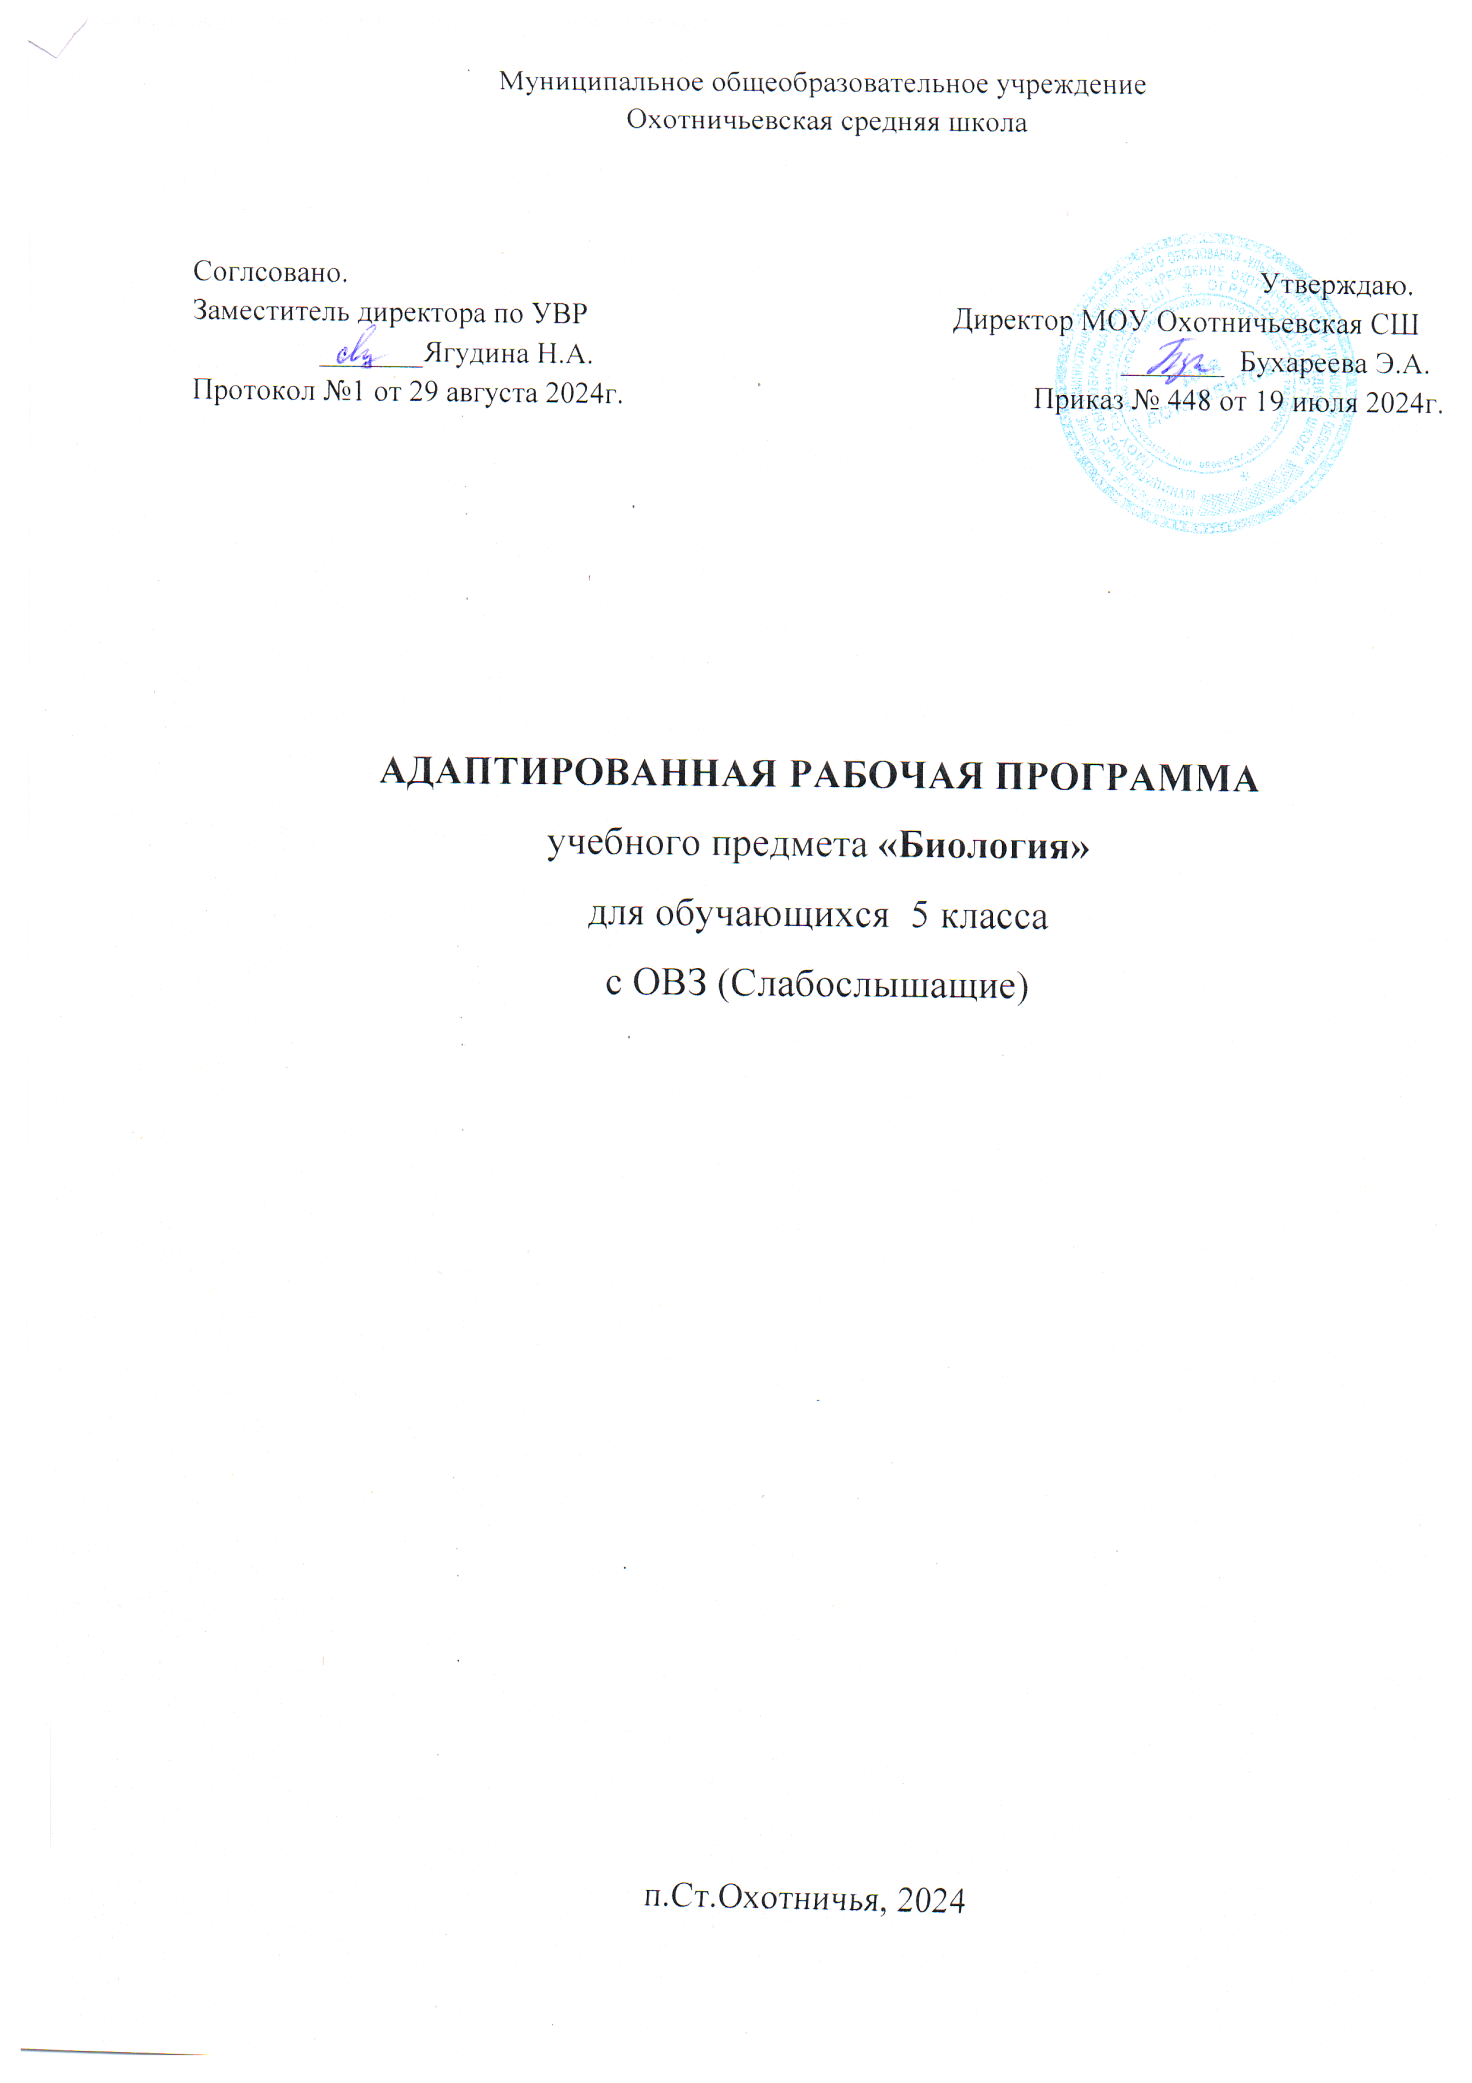 Муниципальное общеобразовательное учреждение
Охотничьевская средняя школа
Соглсовано.
Заместитель директора по УВР
________Ягудина Н.А.
Протокол №1 от 29 августа 2024г.
Утверждаю.
Директор МОУ Охотничьевская СШ
________ Бухареева Э.А.
Приказ № 448 от 19 июля 2024г.
АДАПТИРОВАННАЯ РАБОЧАЯ ПРОГРАММА
учебного предмета «Биология»
для обучающихся 5 класса
с ОВЗ (Слабослышащие)
п.Ст.Охотничья, 2024